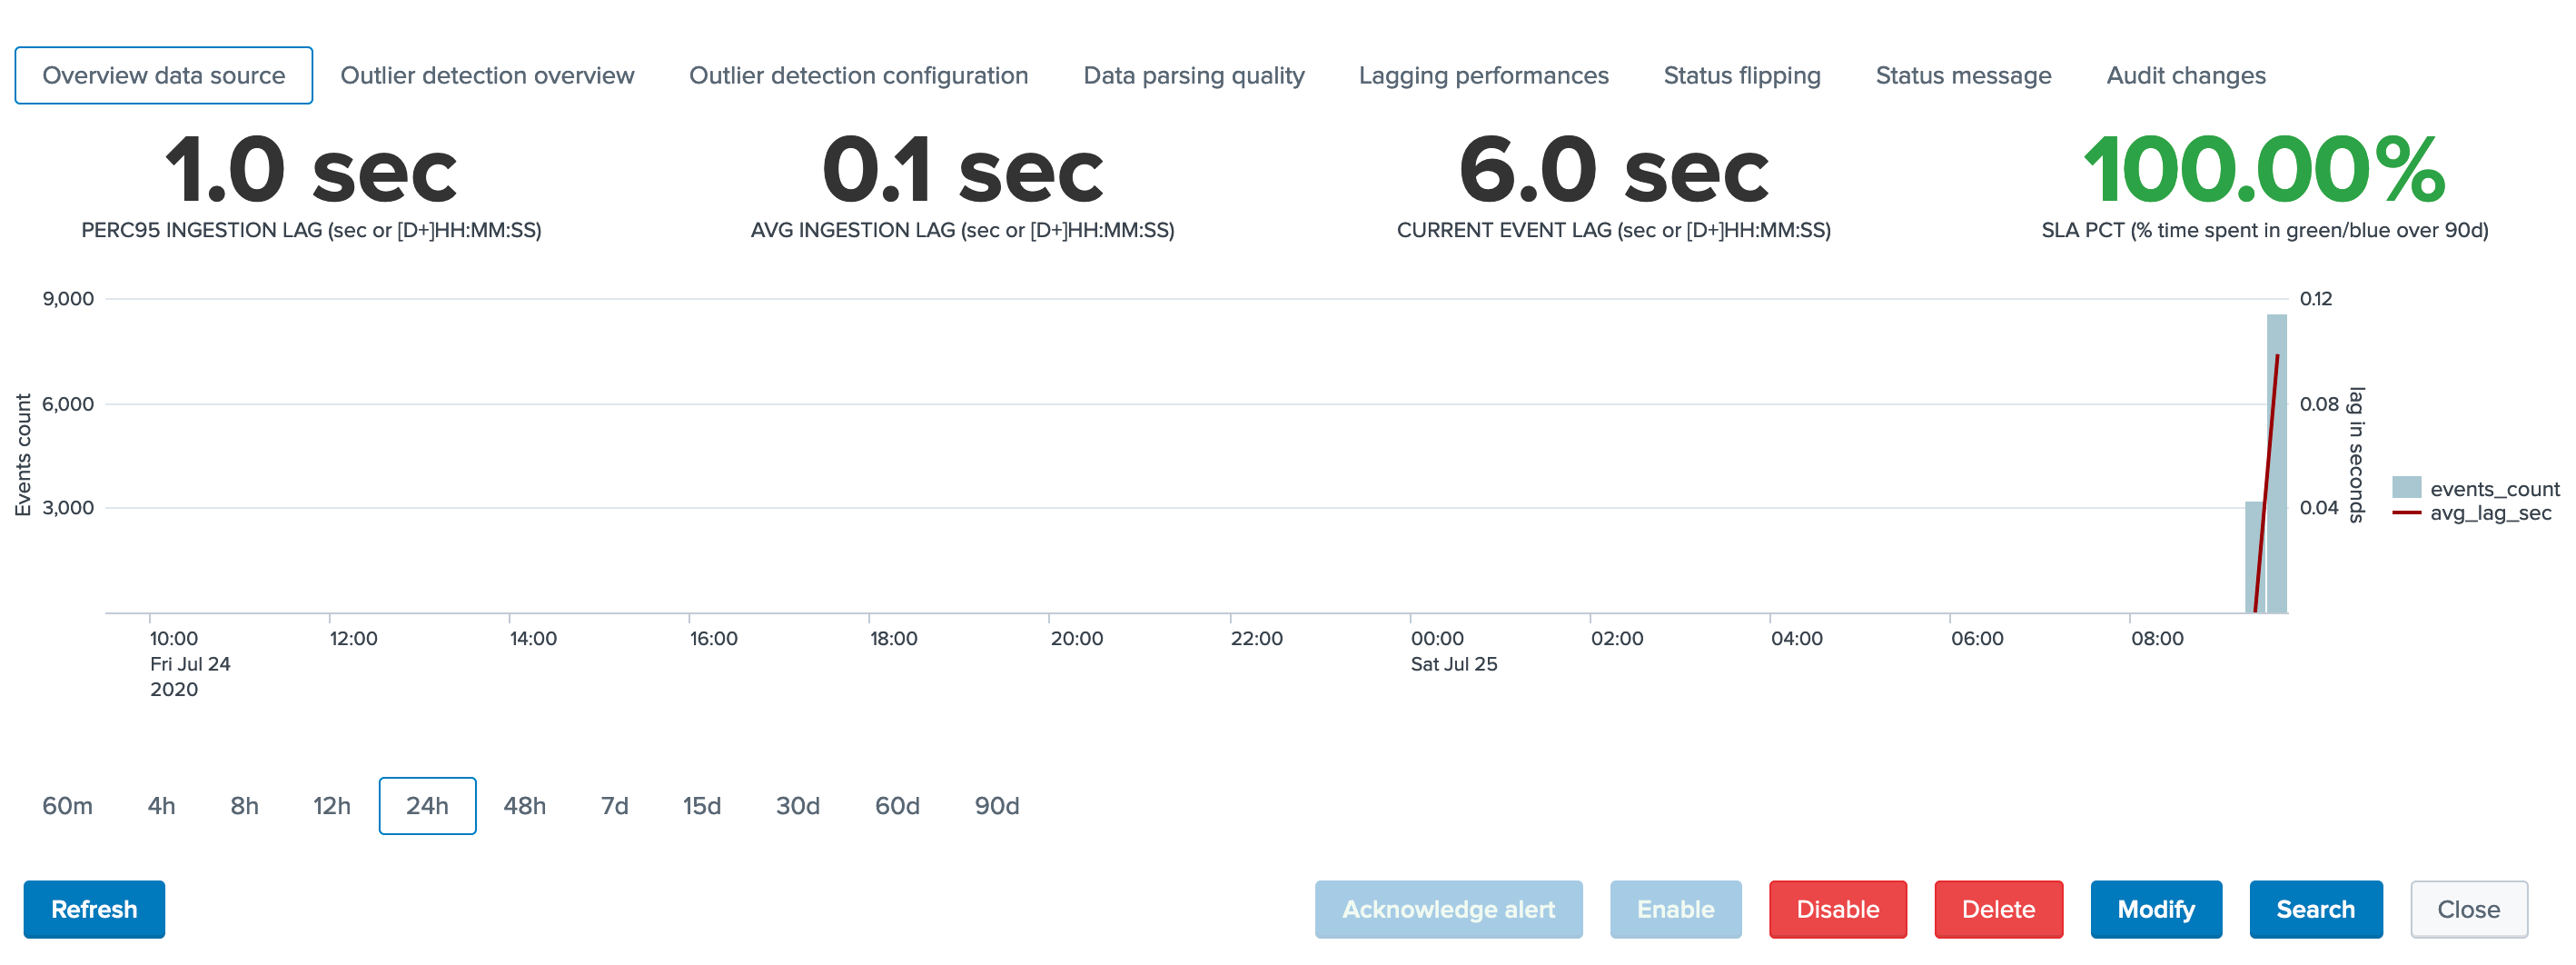 Overview data source Outlier detection overview Outlier detection configuration Data parsing quality Lagging performances Status flipping Status message Audit changes
1.0 sec 0.1 sec 6.0 sec 100.00%
PERC95 INGESTION LAG (sec or [D+]HH:MM:SS) AVG INGESTION LAG (sec or [D+]HH:MM:SS) CURRENT EVENT LAG (sec or [D+]HH:MM:SS) SLA PCT (% time spent in green/blue over 90d)
9,000 0.12
6,000 0.08
3,000 0.04
Events count
lag in seconds
events_count
avg_lag_sec
10:00 12:00 14:00 16:00 18:00 20:00 22:00 00:00 02:00 04:00 06:00 08:00
Fri Jul 24 Sat Jul 25
2020
60m 4h 8h 12h 24h 48h 7d 15d 30d 60d 90d
Refresh Acknowledge alert Enable Disable Delete Modify Search Close